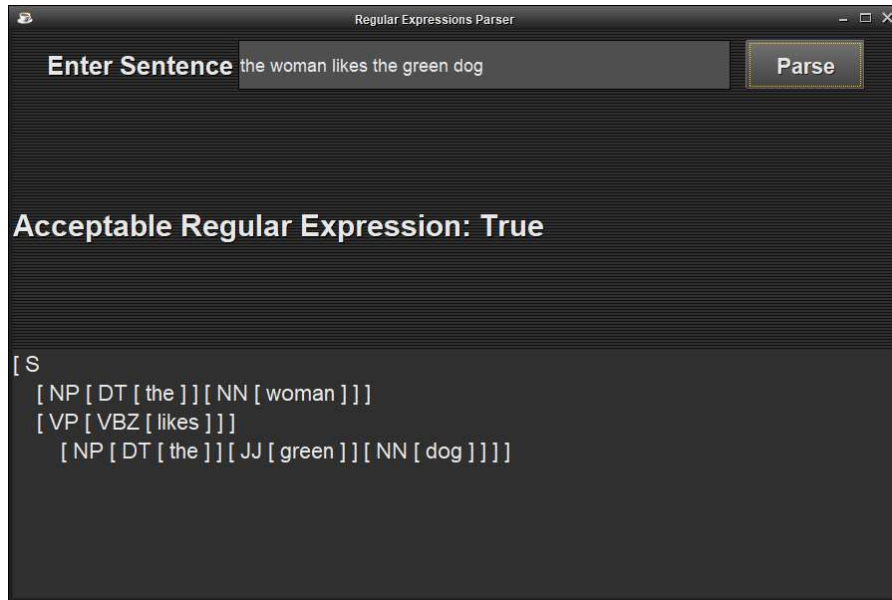 Regular Expressions Parser
Enter Sentence the woman likes the green dog Parse
Acceptable Regular Expression: True
[ S
[ NP [ DT [ the ] ] [ NN [ woman ] ] ]
[ VP [ VBZ [ likes ] ] ]
[ NP [ DT [ the ] ] [ JJ [ green ] ] [ NN [ dog ] ] ] ]